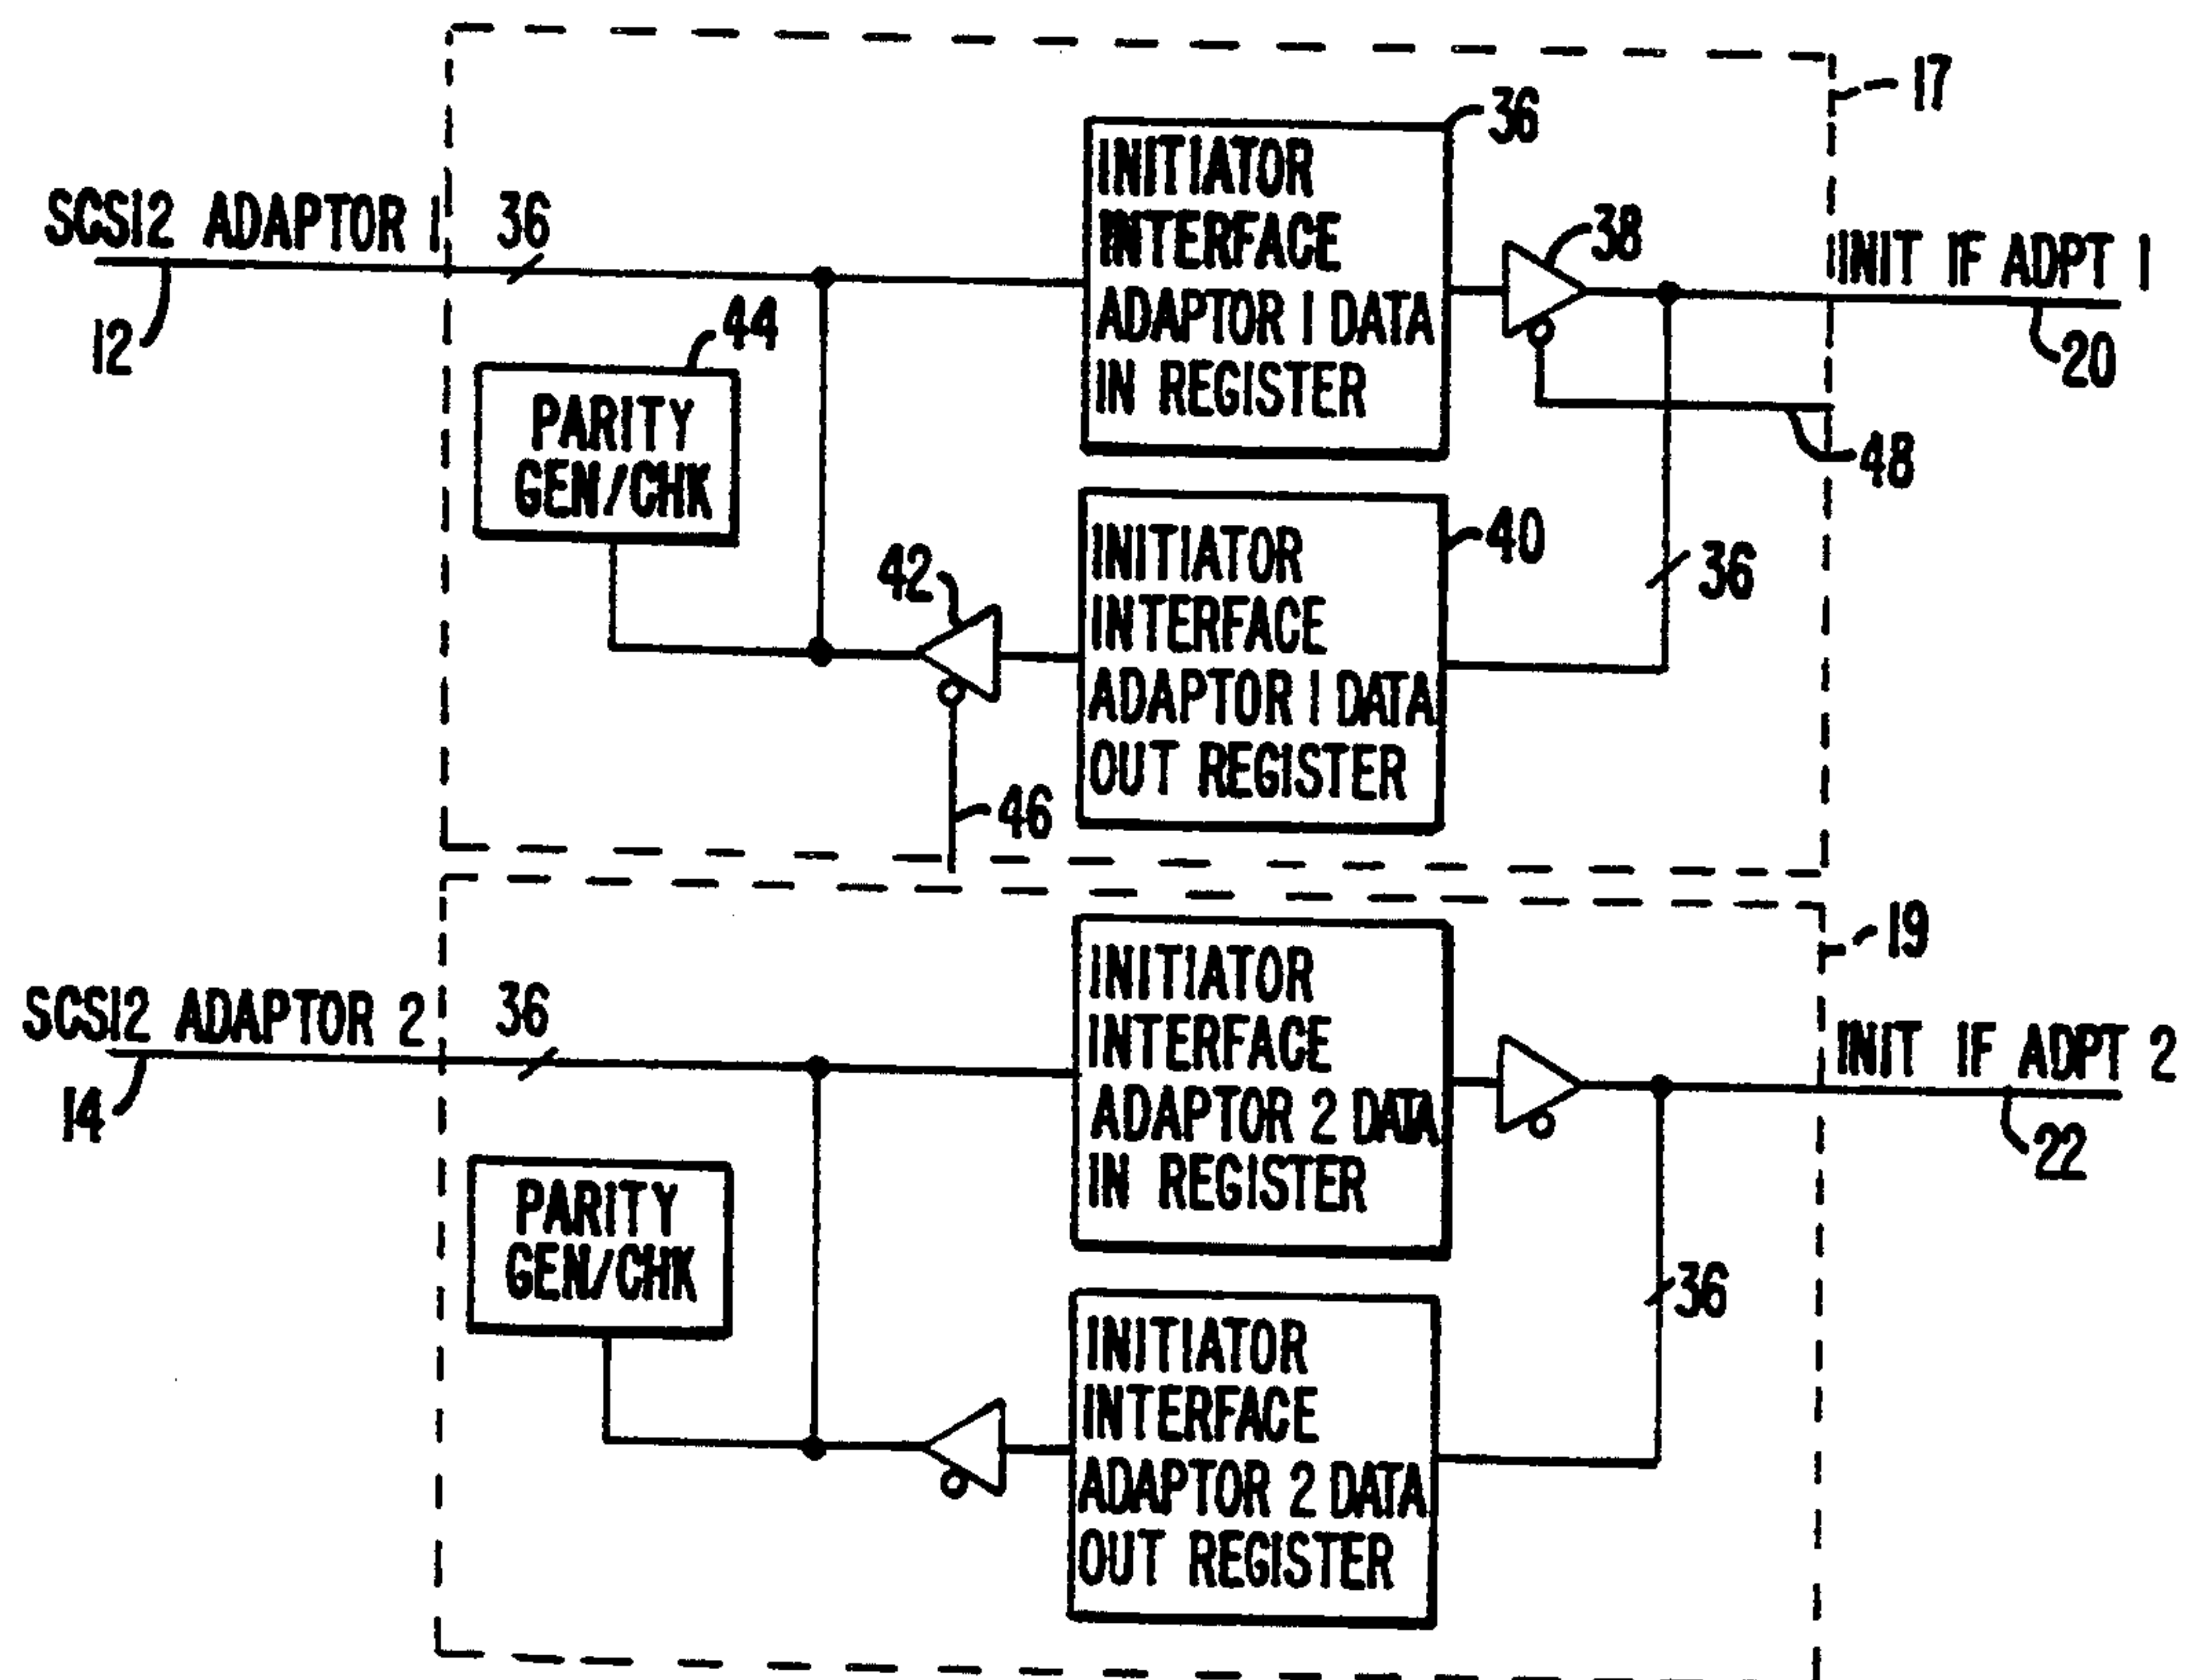 17
36
INITIATOR
INTERFACE
ADAPTOR 1 DATA
IN REGISTER
SCSI2 ADAPTOR 1
36
38
INIT IF ADPT 1
12
44
20
PARITY
GEN/CHK
48
40
INITIATOR
INTERFACE
ADAPTOR 1 DATA
OUT REGISTER
42
36
46
19
INITIATOR
INTERFACE
ADAPTOR 2 DATA
IN REGISTER
SCSI2 ADAPTOR 2
36
INIT IF ADPT 2
14
22
PARITY
GEN/CHK
36
INITIATOR
INTERFACE
ADAPTOR 2 DATA
OUT REGISTER